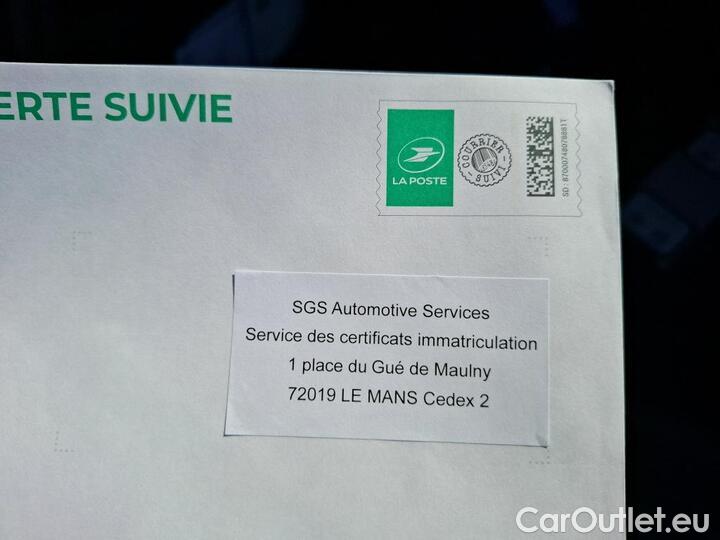 ERTE SUIVIE
LA POSTE
COURRIER
SUIVI
SGS Automotive Services
Service des certificats immatriculation
1 place du Gué de Maulny
72019 LE MANS Cedex 2
CarOutlet.eu